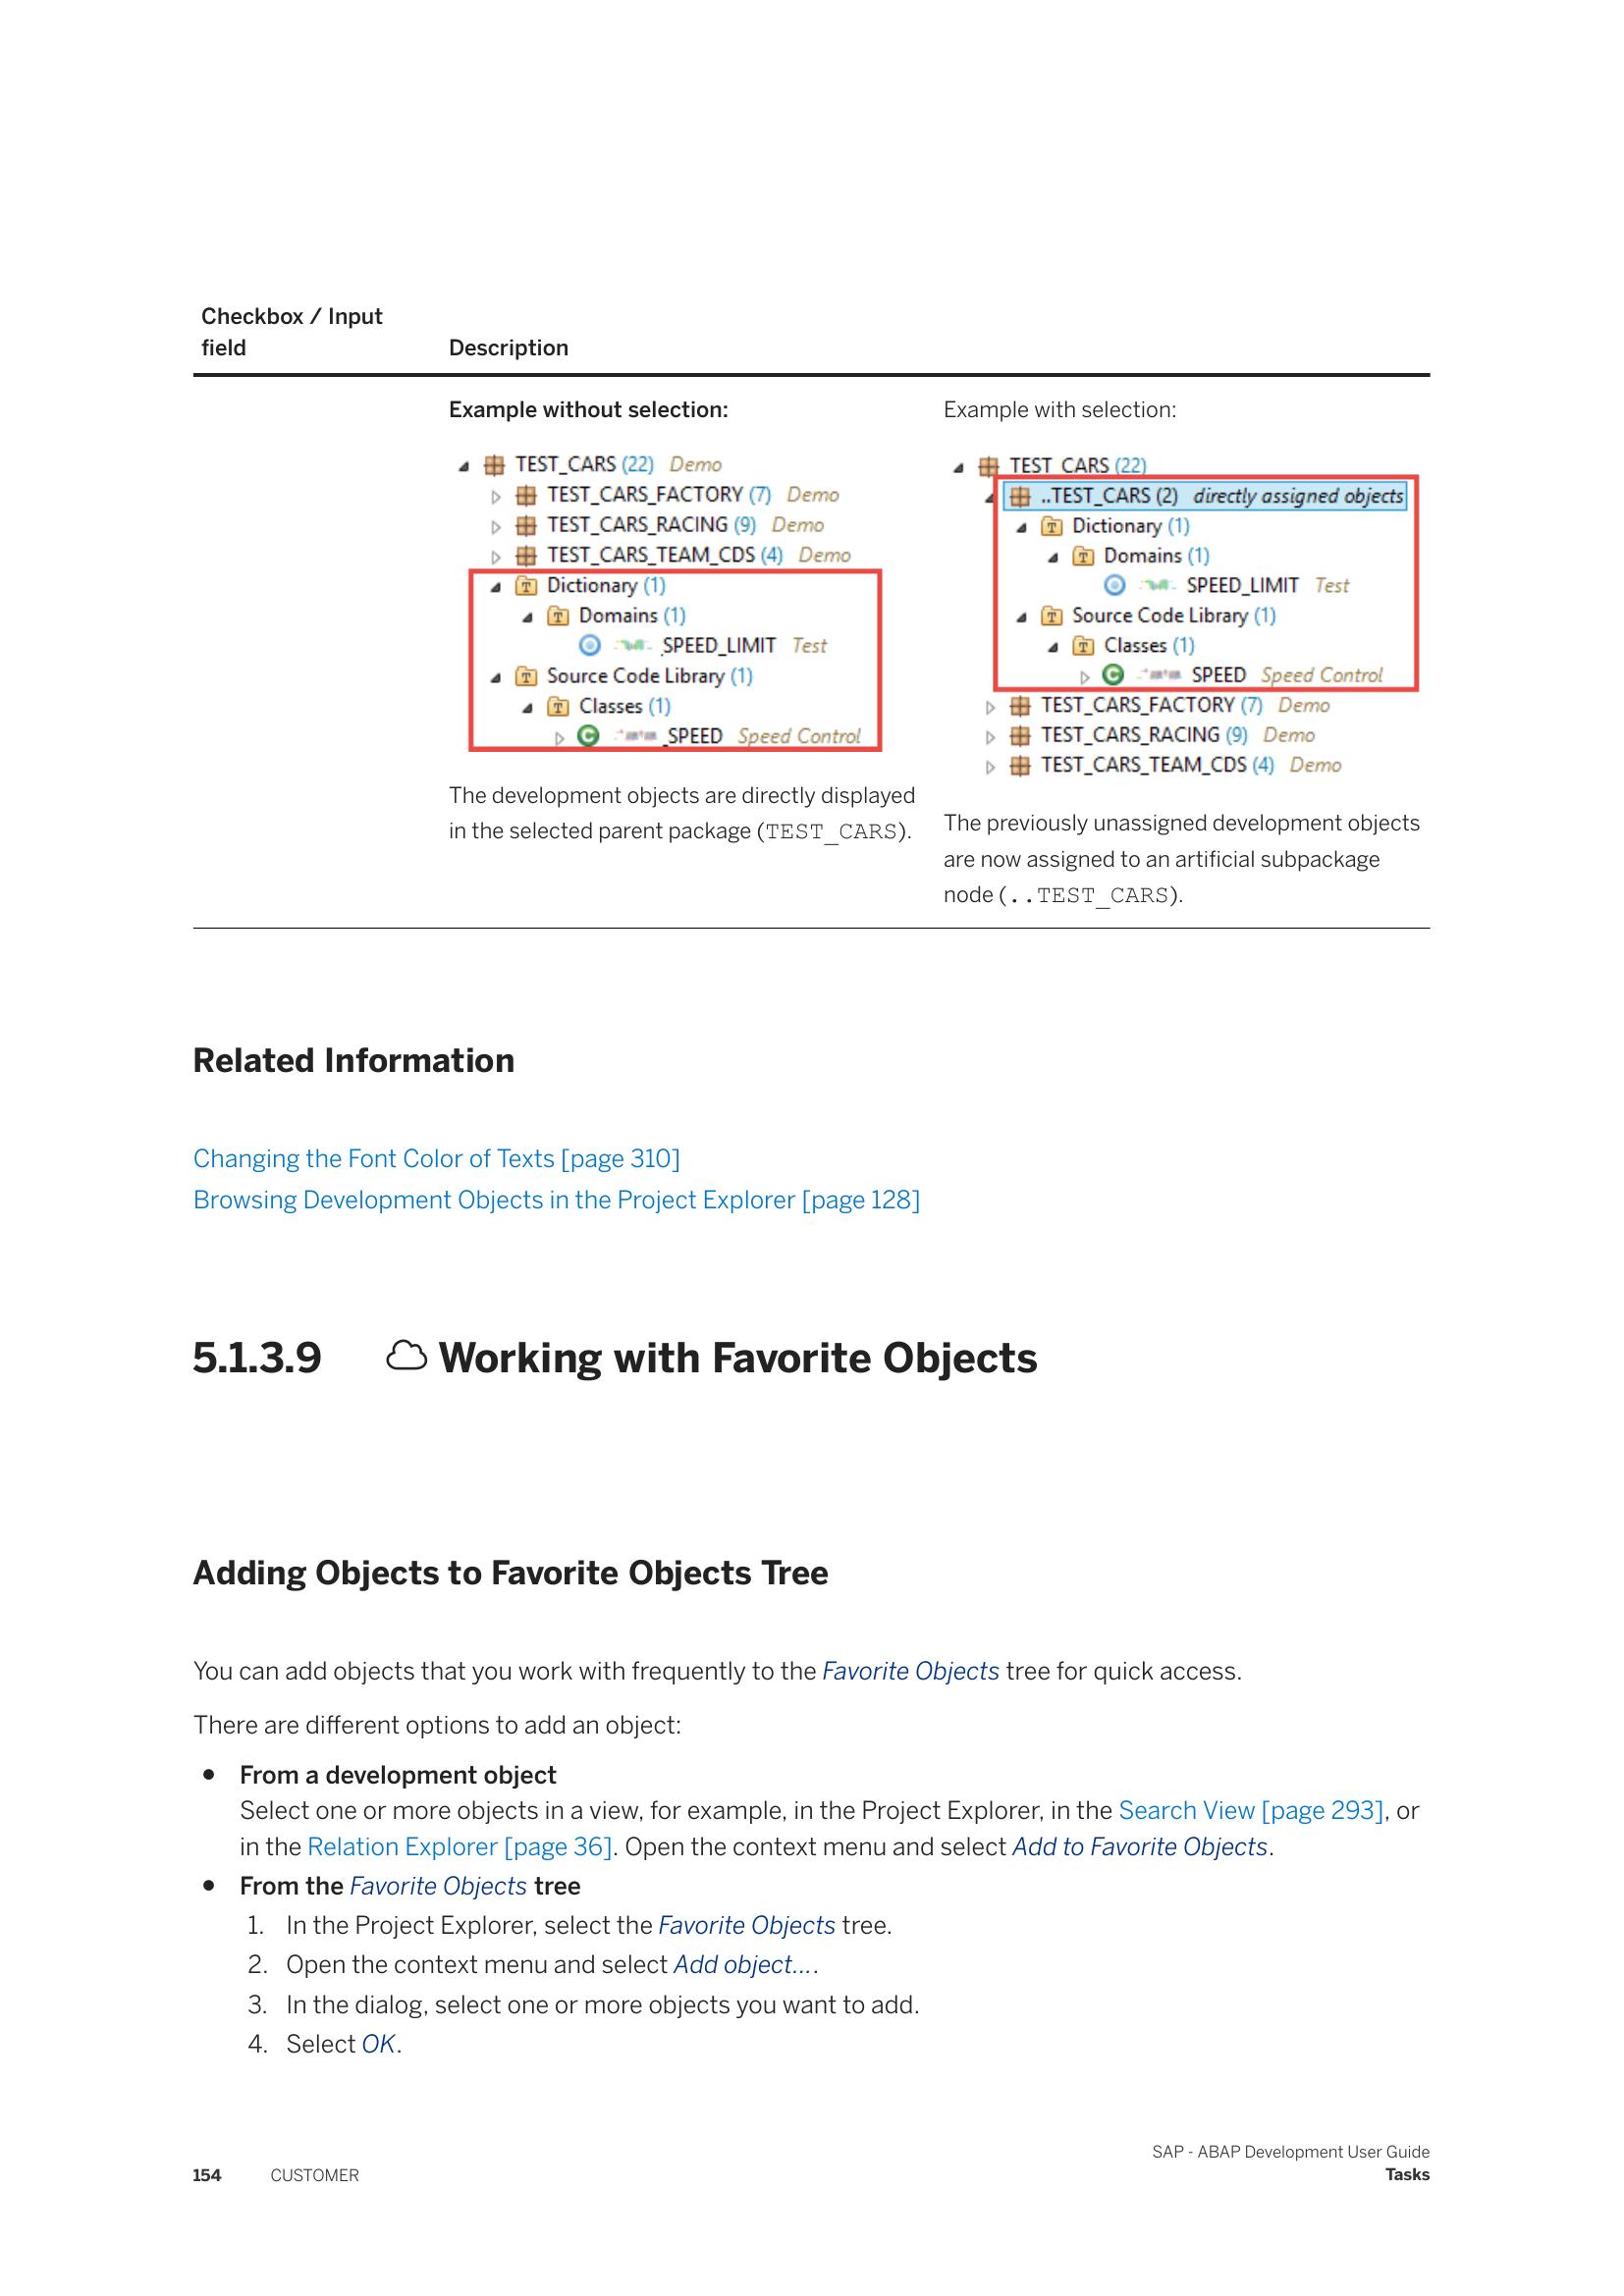 Checkbox / Input
field
Description
Example without selection:
TEST_CARS (22) Demo
TEST_CARS_FACTORY (7) Demo
TEST_CARS_RACING (9) Demo
TEST_CARS_TEAM_CDS (4) Demo
Dictionary (1)
Domains (1)
_SPEED_LIMIT Test
Source Code Library (1)
Classes (1)
_SPEED Speed Control
The development objects are directly displayed
in the selected parent package (TEST_CARS).
Example with selection:
TEST_CARS (22)
..TEST_CARS (2) directly assigned objects
Dictionary (1)
Domains (1)
SPEED_LIMIT Test
Source Code Library (1)
Classes (1)
SPEED Speed Control
TEST_CARS_FACTORY (7) Demo
TEST_CARS_RACING (9) Demo
TEST_CARS_TEAM_CDS (4) Demo
The previously unassigned development objects
are now assigned to an artificial subpackage
node (..TEST_CARS).
Related Information
Changing the Font Color of Texts [page 310]
Browsing Development Objects in the Project Explorer [page 128]
5.1.3.9 Working with Favorite Objects
Adding Objects to Favorite Objects Tree
You can add objects that you work with frequently to the Favorite Objects tree for quick access.
There are different options to add an object:
• From a development object
Select one or more objects in a view, for example, in the Project Explorer, in the Search View [page 293], or
in the Relation Explorer [page 36]. Open the context menu and select Add to Favorite Objects.
• From the Favorite Objects tree
1. In the Project Explorer, select the Favorite Objects tree.
2. Open the context menu and select Add object....
3. In the dialog, select one or more objects you want to add.
4. Select OK.
154 CUSTOMER
SAP - ABAP Development User Guide
Tasks